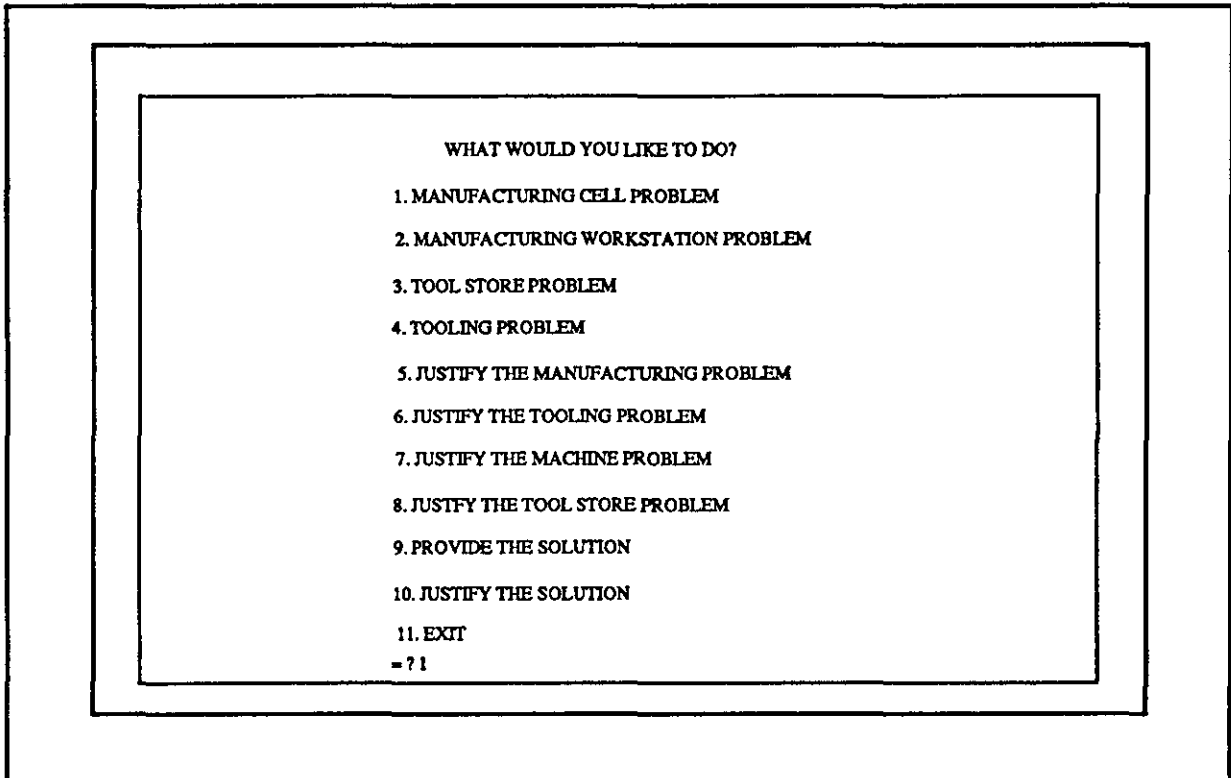 WHAT WOULD YOU LIKE TO DO?
1. MANUFACTURING CELL PROBLEM
2. MANUFACTURING WORKSTATION PROBLEM
3. TOOL STORE PROBLEM
4. TOOLING PROBLEM
5. JUSTIFY THE MANUFACTURING PROBLEM
6. JUSTIFY THE TOOLING PROBLEM
7. JUSTIFY THE MACHINE PROBLEM
8. JUSTFY THE TOOL STORE PROBLEM
9. PROVIDE THE SOLUTION
10. JUSTIFY THE SOLUTION
11. EXIT
= ? 1